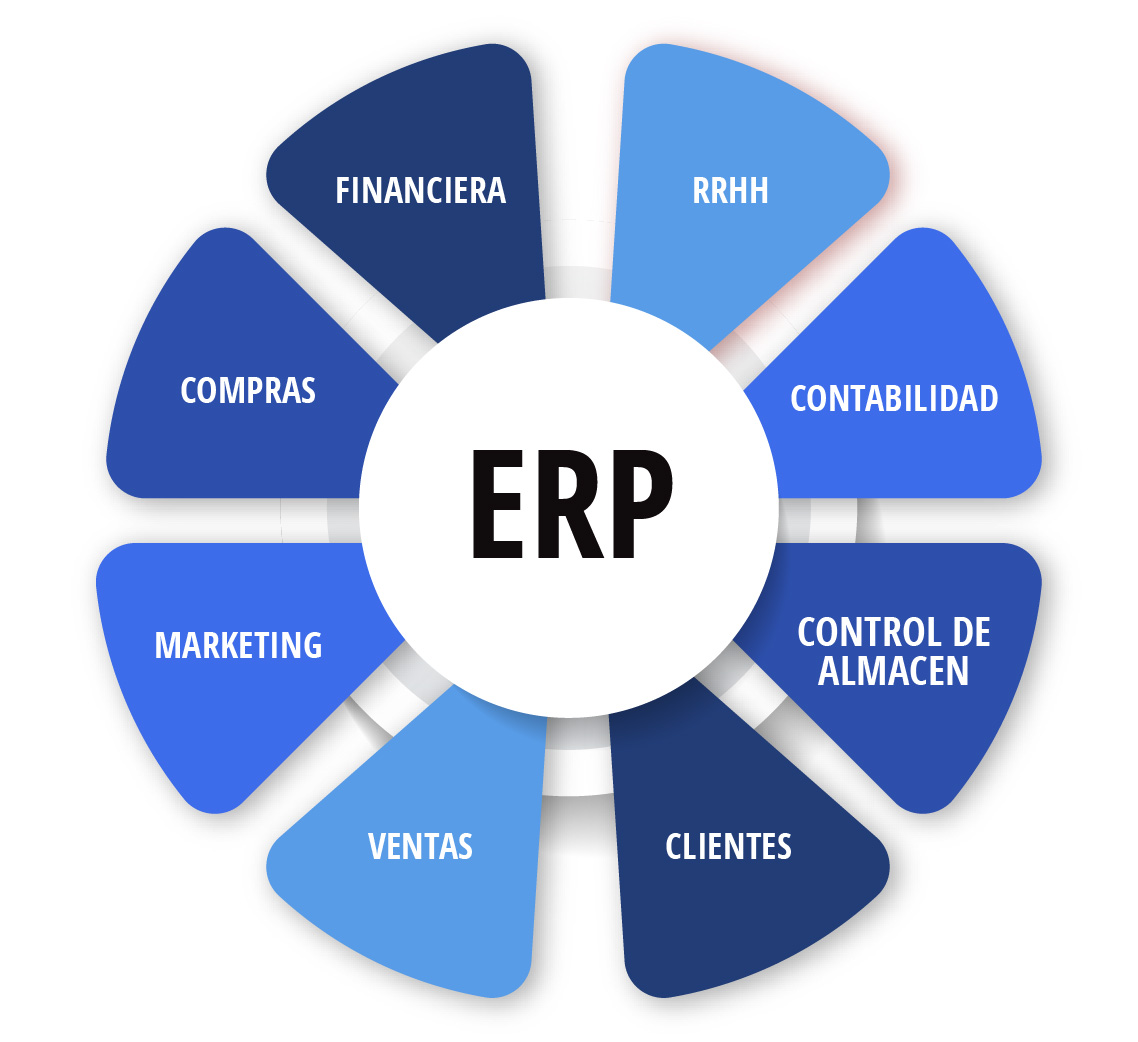 FINANCIERA
RRHH
COMPRAS
CONTABILIDAD
ERP
MARKETING
CONTROL DE
ALMACEN
VENTAS
CLIENTES